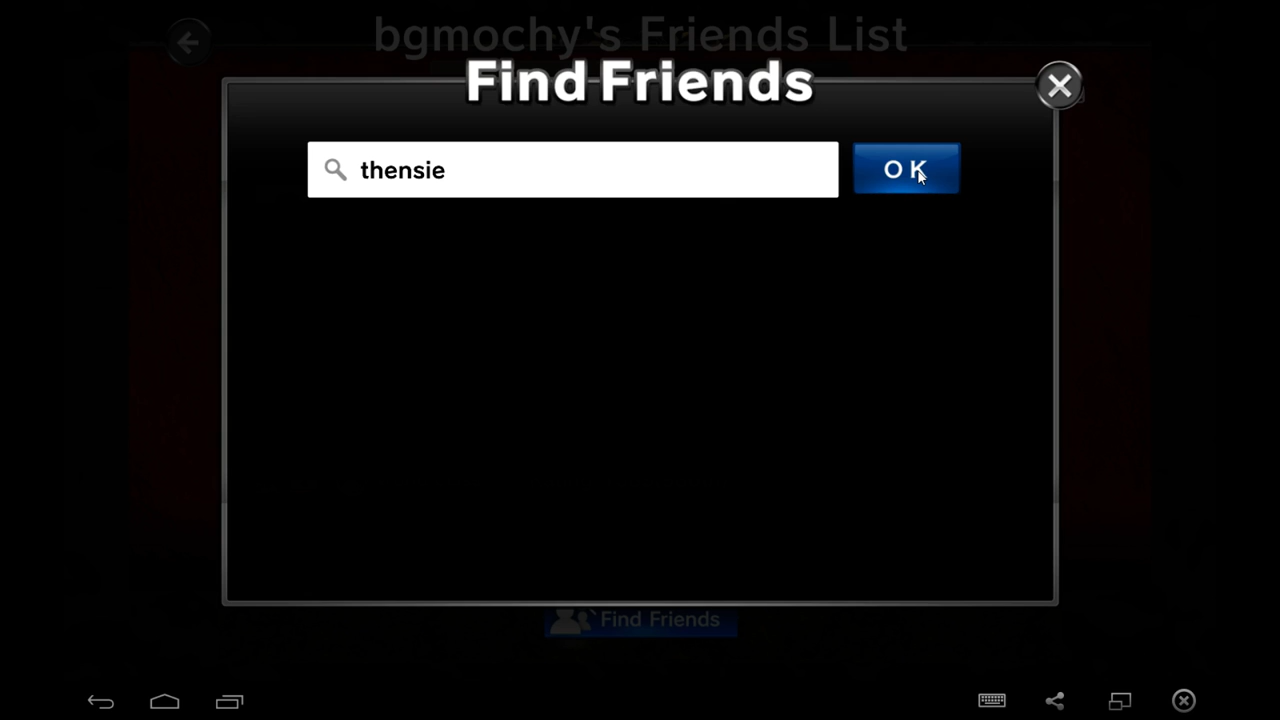 bgmochy's Friends List
Find Friends
thensie
OK
Find Friends